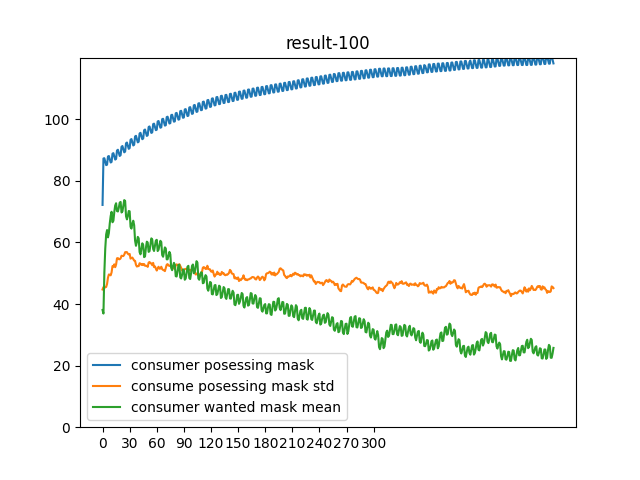 result-100
100
80
60
40
20
0
consumer posessing mask
consume posessing mask std
consumer wanted mask mean
0 30 60 90 120 150 180 210 240 270 300